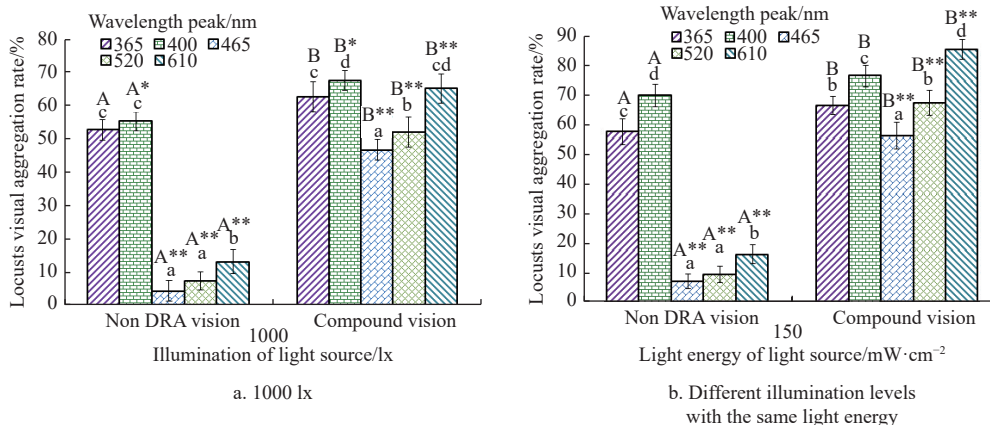 Wavelength peak/nm
365 400 465
520 610
Locusts visual aggregation rate/%
80
70
60
50
40
30
20
10
0
A
c
A*
c
A**
a
A**
a
A**
b
B
c
B*
d
B**
a
B**
b
B**
cd
Non DRA vision Compound vision
1000
Illumination of light source/lx
a. 1000 lx
Wavelength peak/nm
365 400 465
520 610
Locusts visual aggregation rate/%
90
80
70
60
50
40
30
20
10
0
A
c
A
d
A**
a
A**
a
A**
b
B
b
B
c
B**
a
B**
b
B**
d
Non DRA vision Compound vision
150
Light energy of light source/mW·cm⁻²
b. Different illumination levels
with the same light energy